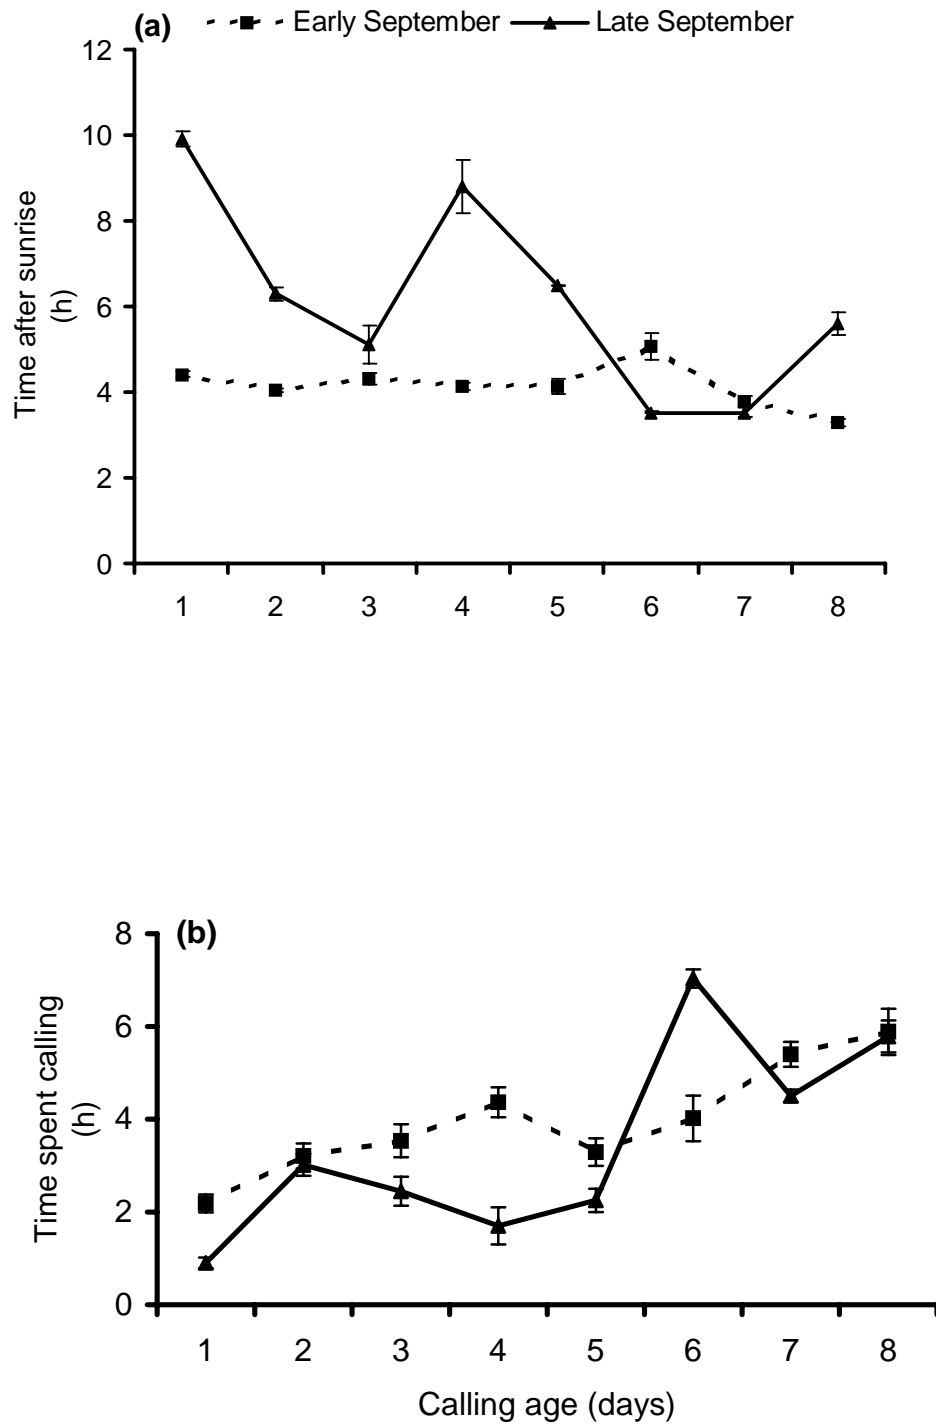 (a) Early September Late September
12
10
8
6
4
2
0
Time after sunrise
(h)
1 2 3 4 5 6 7 8
(b)
8
6
4
2
0
Time spent calling
(h)
1 2 3 4 5 6 7 8
Calling age (days)